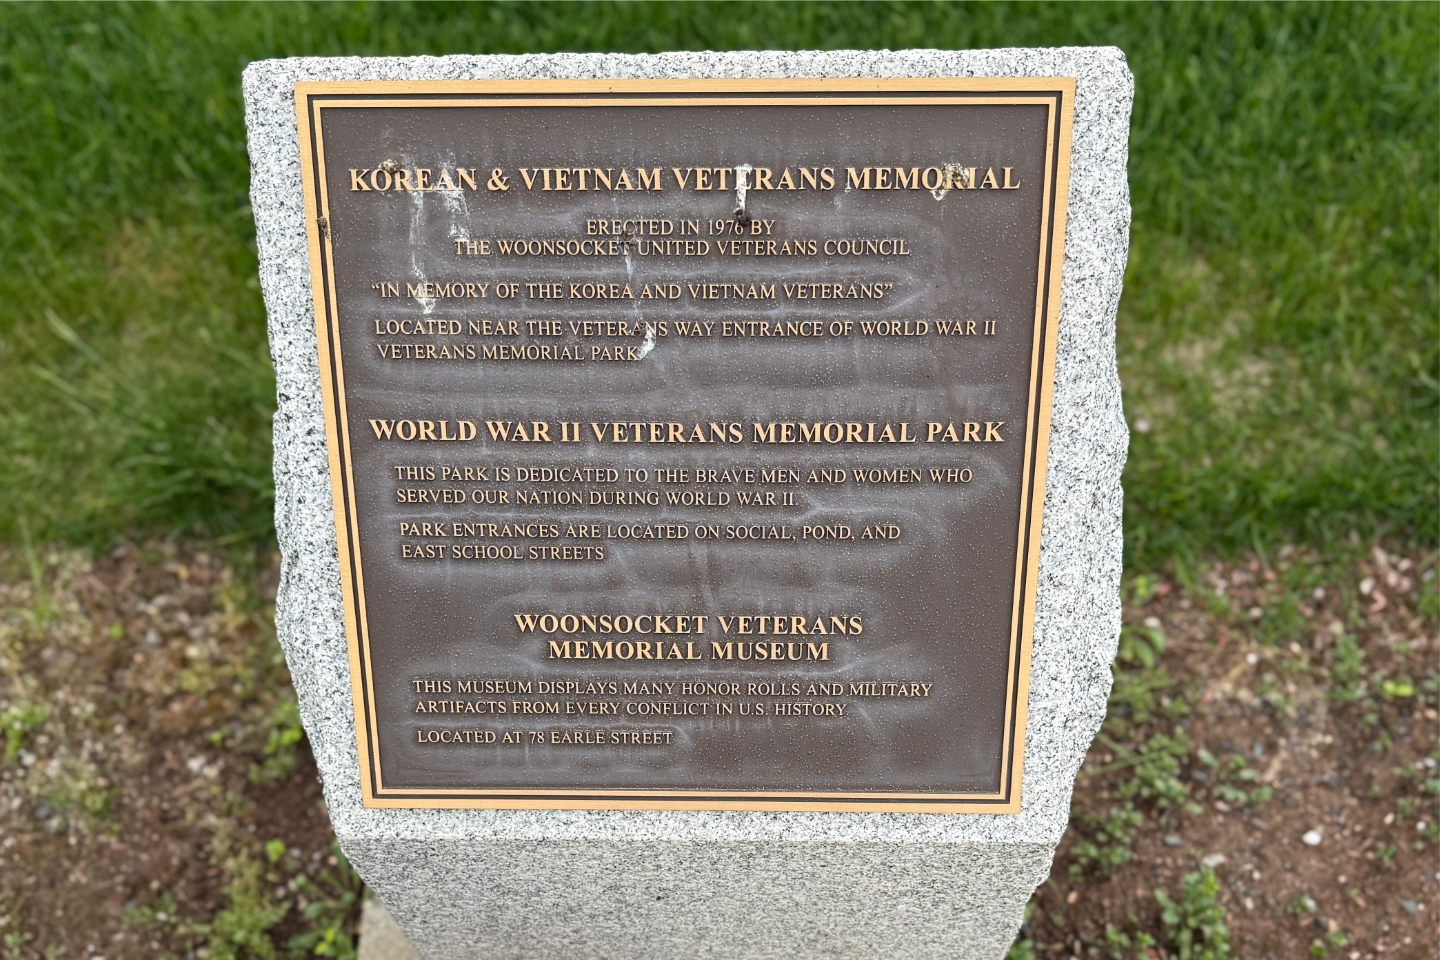 KOREAN & VIETNAM VETERANS MEMORIAL
ERECTED IN 1976 BY
THE WOONSOCKET UNITED VETERANS COUNCIL
“IN MEMORY OF THE KOREA AND VIETNAM VETERANS”
LOCATED NEAR THE VETERANS WAY ENTRANCE OF WORLD WAR II
VETERANS MEMORIAL PARK
WORLD WAR II VETERANS MEMORIAL PARK
THIS PARK IS DEDICATED TO THE BRAVE MEN AND WOMEN WHO
SERVED OUR NATION DURING WORLD WAR II.
PARK ENTRANCES ARE LOCATED ON SOCIAL, POND, AND
EAST SCHOOL STREETS
WOONSOCKET VETERANS
MEMORIAL MUSEUM
THIS MUSEUM DISPLAYS MANY HONOR ROLLS AND MILITARY
ARTIFACTS FROM EVERY CONFLICT IN U.S. HISTORY.
LOCATED AT 78 EARLE STREET